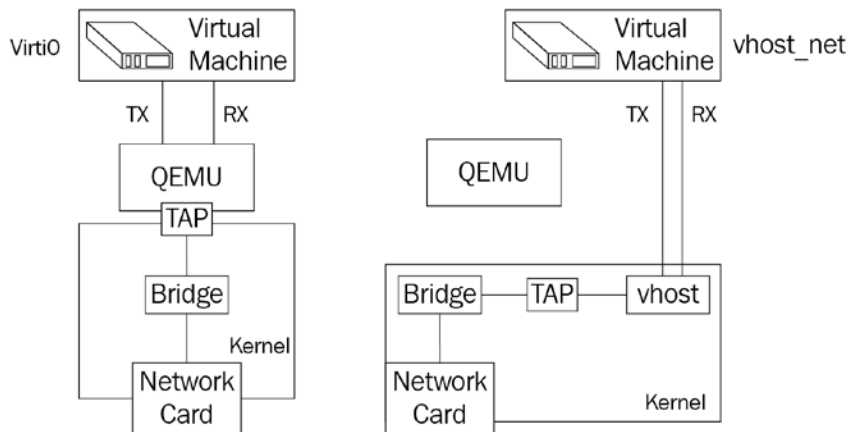 VirtiO
Virtual
Machine
TX
RX
QEMU
TAP
Bridge
Kernel
Network
Card
Virtual
Machine
vhost_net
TX
RX
QEMU
Bridge
TAP
vhost
Network
Card
Kernel